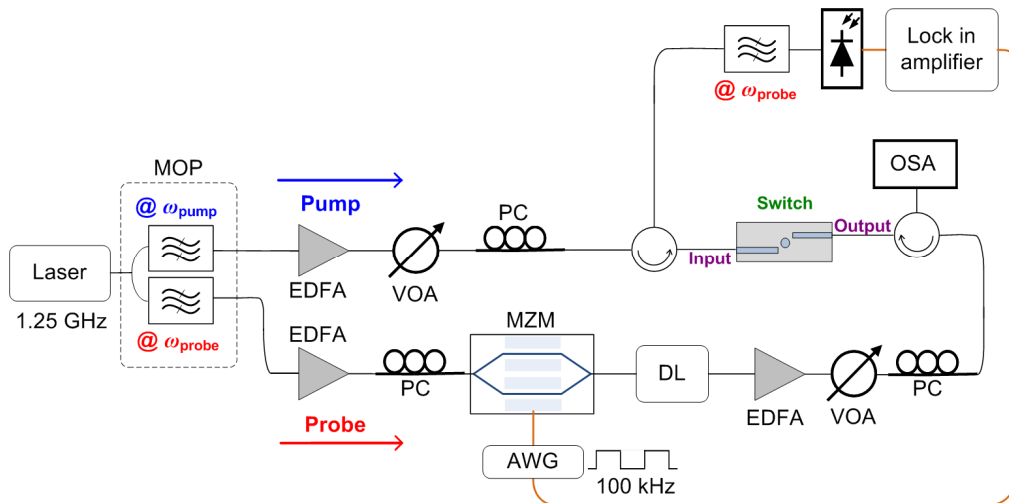 Lock in
amplifier
@ ωprobe
MOP
OSA
@ ωpump
Pump
PC
Switch
Output
Laser
Input
EDFA
VOA
1.25 GHz
EDFA
MZM
@ ωprobe
PC
DL
EDFA
VOA
PC
Probe
AWG
100 kHz